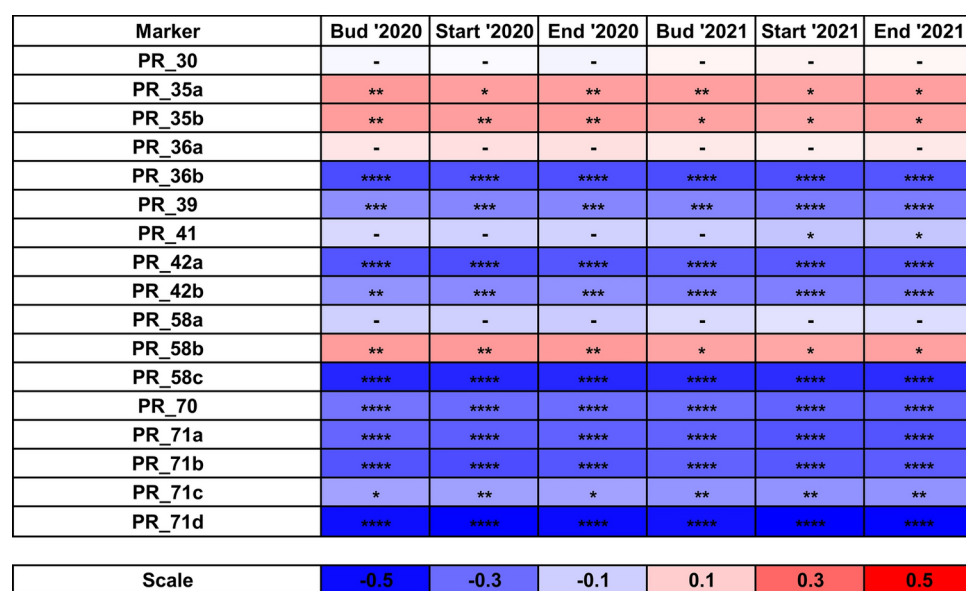 Marker Bud '2020 Start '2020 End '2020 Bud '2021 Start '2021 End '2021
PR_30 - - - - - -
PR_35a ** * ** ** * *
PR_35b ** ** ** * * *
PR_36a - - - - - -
PR_36b **** **** **** **** **** ****
PR_39 *** *** *** *** **** ****
PR_41 - - - - * *
PR_42a **** **** **** **** **** ****
PR_42b ** *** *** **** **** ****
PR_58a - - - - - -
PR_58b ** ** ** * * *
PR_58c **** **** **** **** **** ****
PR_70 **** **** **** **** **** ****
PR_71a **** **** **** **** **** ****
PR_71b **** **** **** **** **** ****
PR_71c * ** * ** ** **
PR_71d **** **** **** **** **** ****
Scale -0.5 -0.3 -0.1 0.1 0.3 0.5